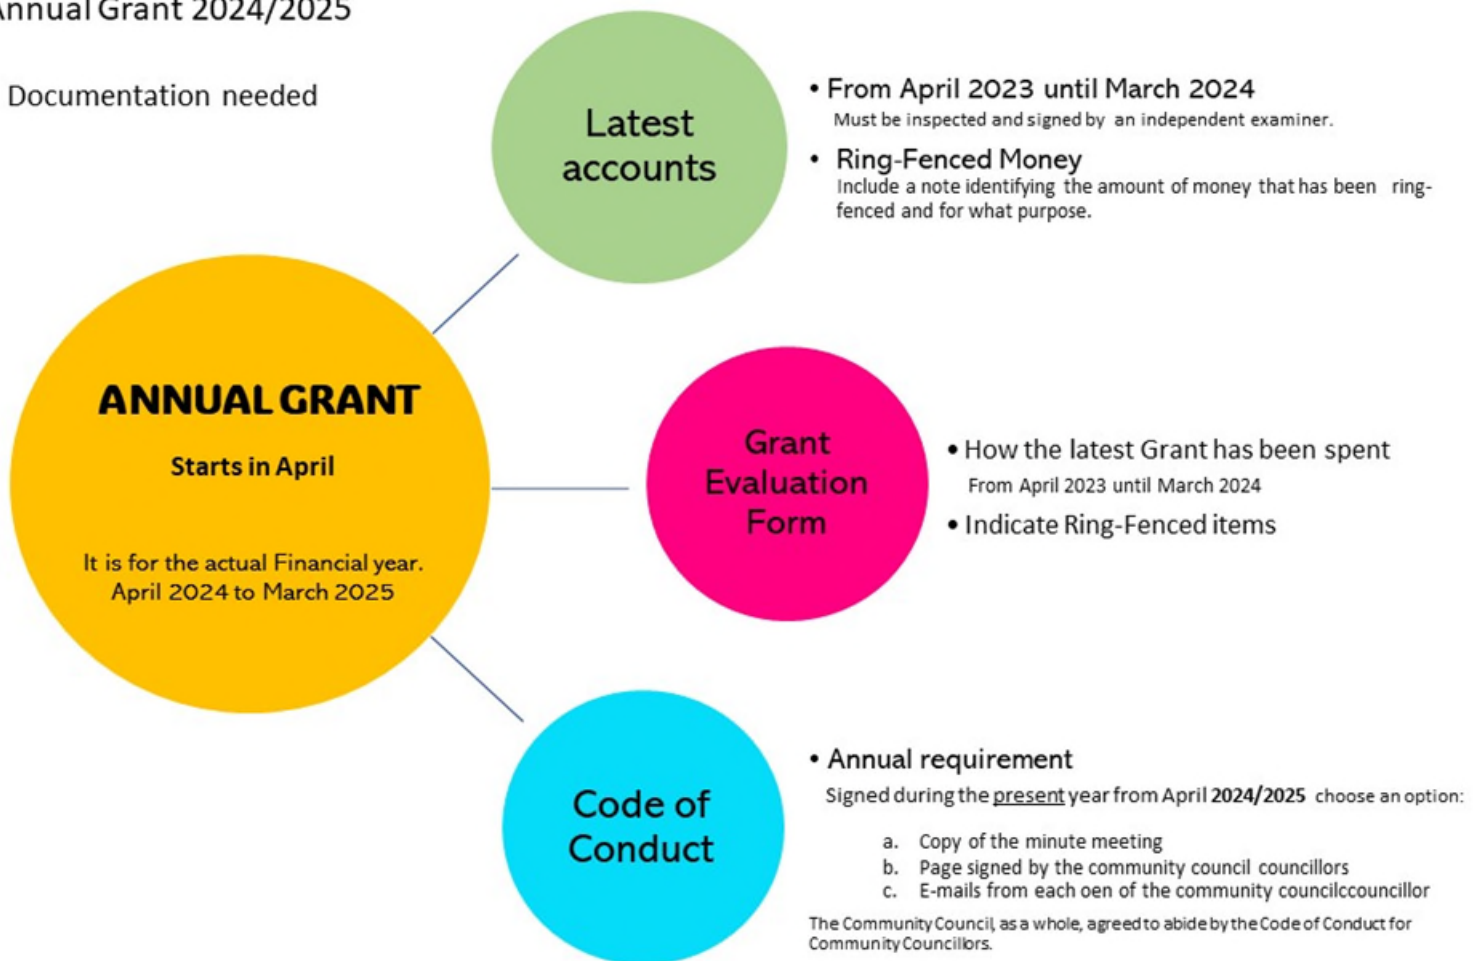 Annual Grant 2024/2025
Documentation needed
Latest
accounts
• From April 2023 until March 2024
Must be inspected and signed by an independent examiner.
• Ring-Fenced Money
Include a note identifying the amount of money that has been ring-
fenced and for what purpose.
ANNUAL GRANT
Starts in April
It is for the actual Financial year.
April 2024 to March 2025
Grant
Evaluation
Form
• How the latest Grant has been spent
From April 2023 until March 2024
• Indicate Ring-Fenced items
Code of
Conduct
• Annual requirement
Signed during the present year from April 2024/2025 choose an option:
a. Copy of the minute meeting
b. Page signed by the community council councillors
c. E-mails from each oen of the community councilccouncillor
The Community Council, as a whole, agreed to abide by the Code of Conduct for
Community Councillors.